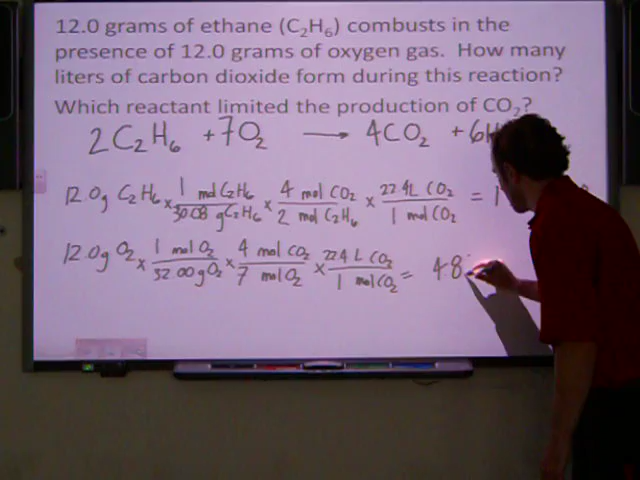 12.0 grams of ethane (C₂H₆) combusts in the
presence of 12.0 grams of oxygen gas. How many
liters of carbon dioxide form during this reaction?
Which reactant limited the production of CO₂?
2C₂H₆ + 7O₂ → 4CO₂ + 6H
12.0g C₂H₆ × 1 mol C₂H₆ / 30.08 g C₂H₆ × 4 mol CO₂ / 2 mol C₂H₆ × 22.4L CO₂ / 1 mol CO₂ = 1
12.0g O₂ × 1 mol O₂ / 32.00g O₂ × 4 mol CO₂ / 7 mol O₂ × 22.4 L CO₂ / 1 mol CO₂ = 4.8